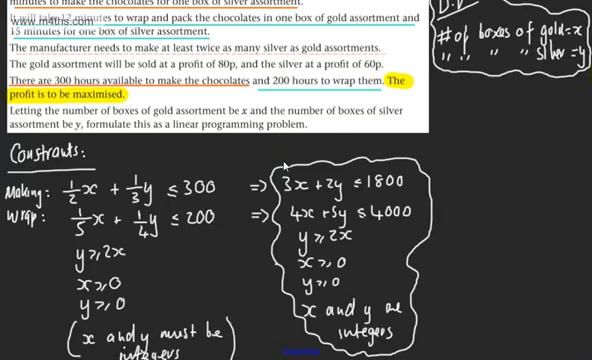 minutes to make the chocolates for one box of silver assortment.
It will take 12 minutes to wrap and pack the chocolates in one box of gold assortment and
www.m4ths.com
15 minutes for one box of silver assortment.
The manufacturer needs to make at least twice as many silver as gold assortments.
The gold assortment will be sold at a profit of 80p, and the silver at a profit of 60p.
There are 300 hours available to make the chocolates and 200 hours to wrap them. The
profit is to be maximised.
Letting the number of boxes of gold assortment be x and the number of boxes of silver
assortment be y, formulate this as a linear programming problem.
D.V
# of boxes of gold = x
" " " " silver = y
Constraints:
Making: 1/2x + 1/3y ≤ 300 => 3x + 2y ≤ 1800
Wrap: 1/5x + 1/4y ≤ 200 => 4x + 5y ≤ 4000
y ≥ 2x
x ≥ 0
y ≥ 0
(x and y must be
integers
y ≥ 2x
x ≥ 0
y ≥ 0
x and y are
integers